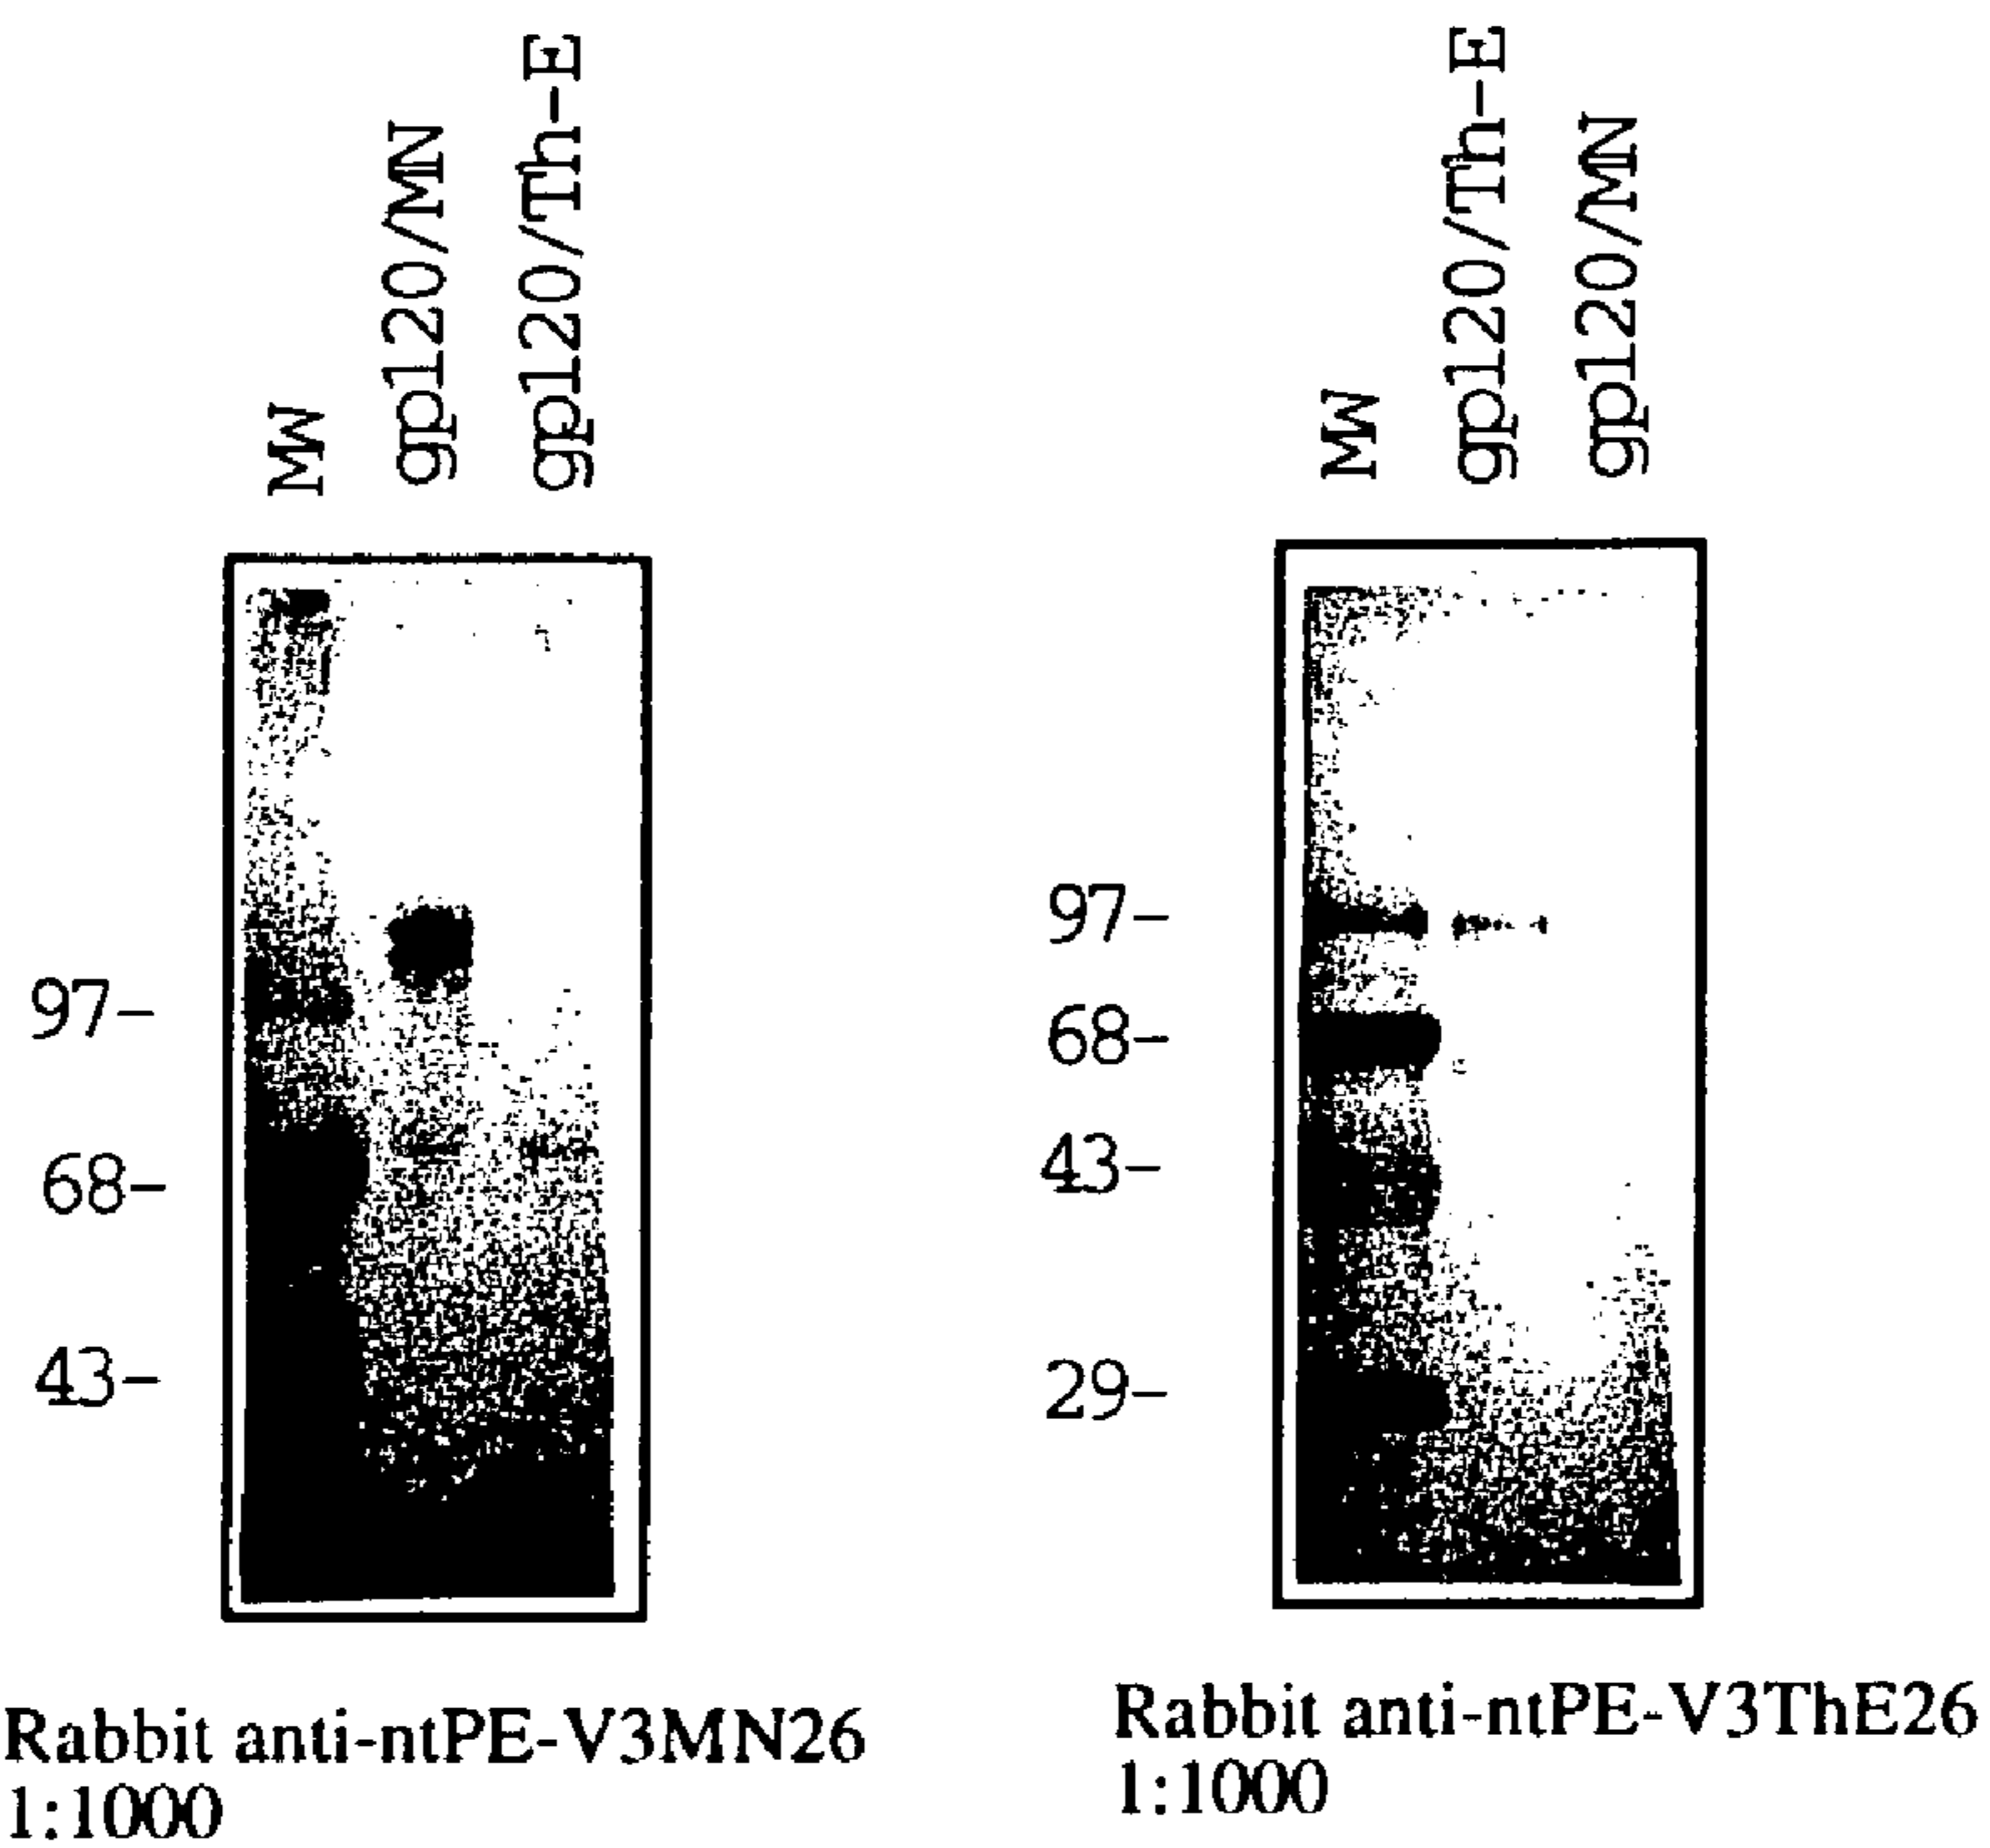 MW
gp120/MN
gp120/Th-E
97-
68-
43-
Rabbit anti-ntPE-V3MN26
1:1000
MW
gp120/Th-E
gp120/MN
97-
68-
43-
29-
Rabbit anti-ntPE-V3ThE26
1:1000